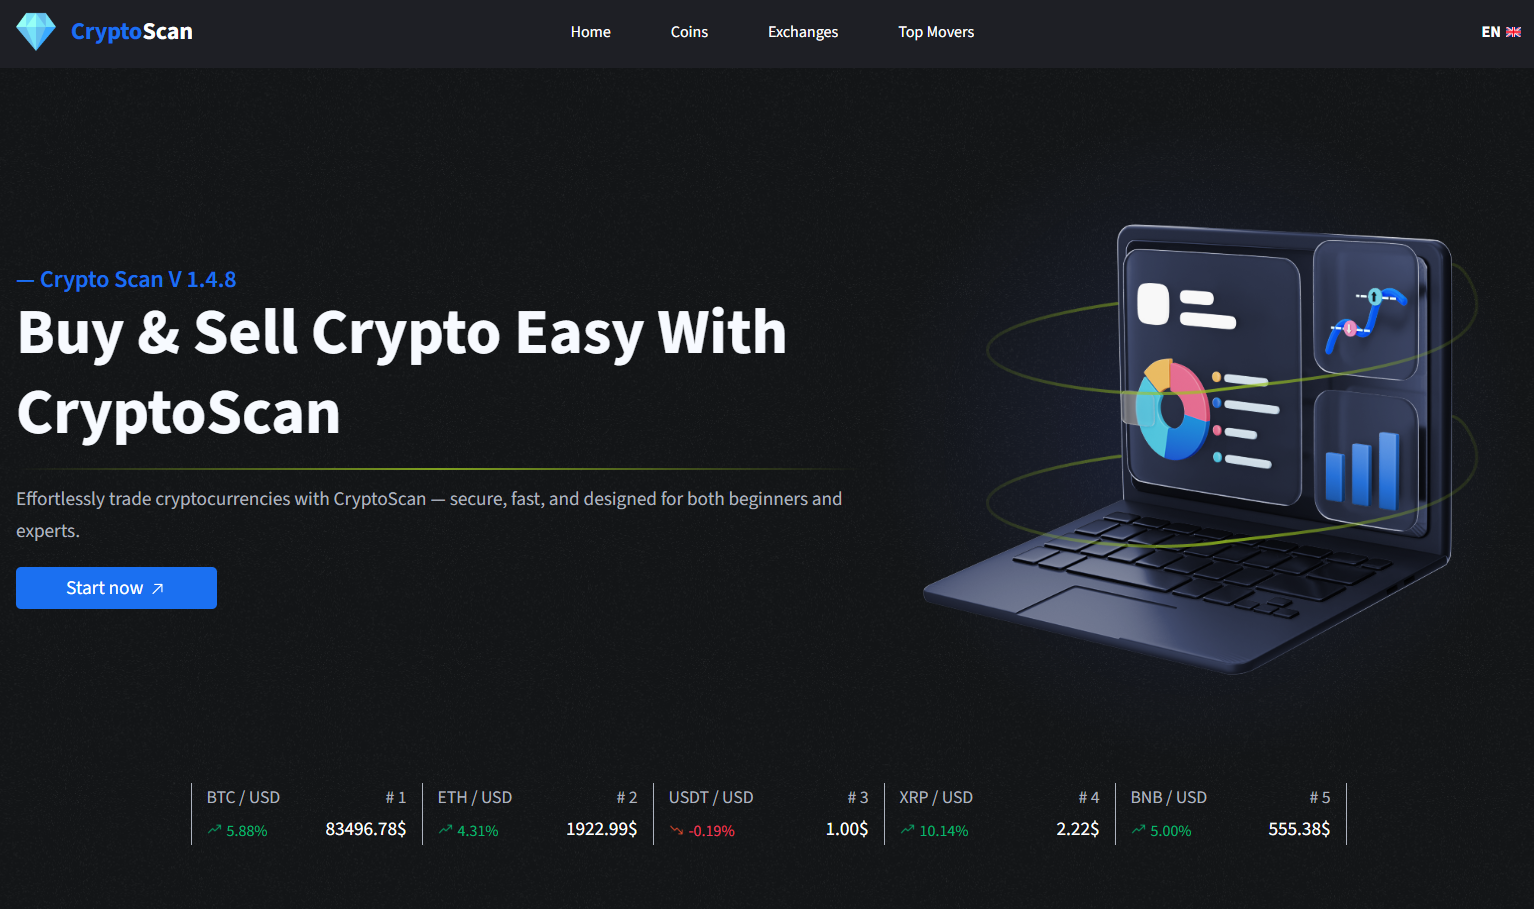 CryptoScan
Home
Coins
Exchanges
Top Movers
EN
— Crypto Scan V 1.4.8
Buy & Sell Crypto Easy With
CryptoScan
Effortlessly trade cryptocurrencies with CryptoScan — secure, fast, and designed for both beginners and
experts.
Start now
BTC / USD # 1
5.88% 83496.78$
ETH / USD # 2
4.31% 1922.99$
USDT / USD # 3
-0.19% 1.00$
XRP / USD # 4
10.14% 2.22$
BNB / USD # 5
5.00% 555.38$